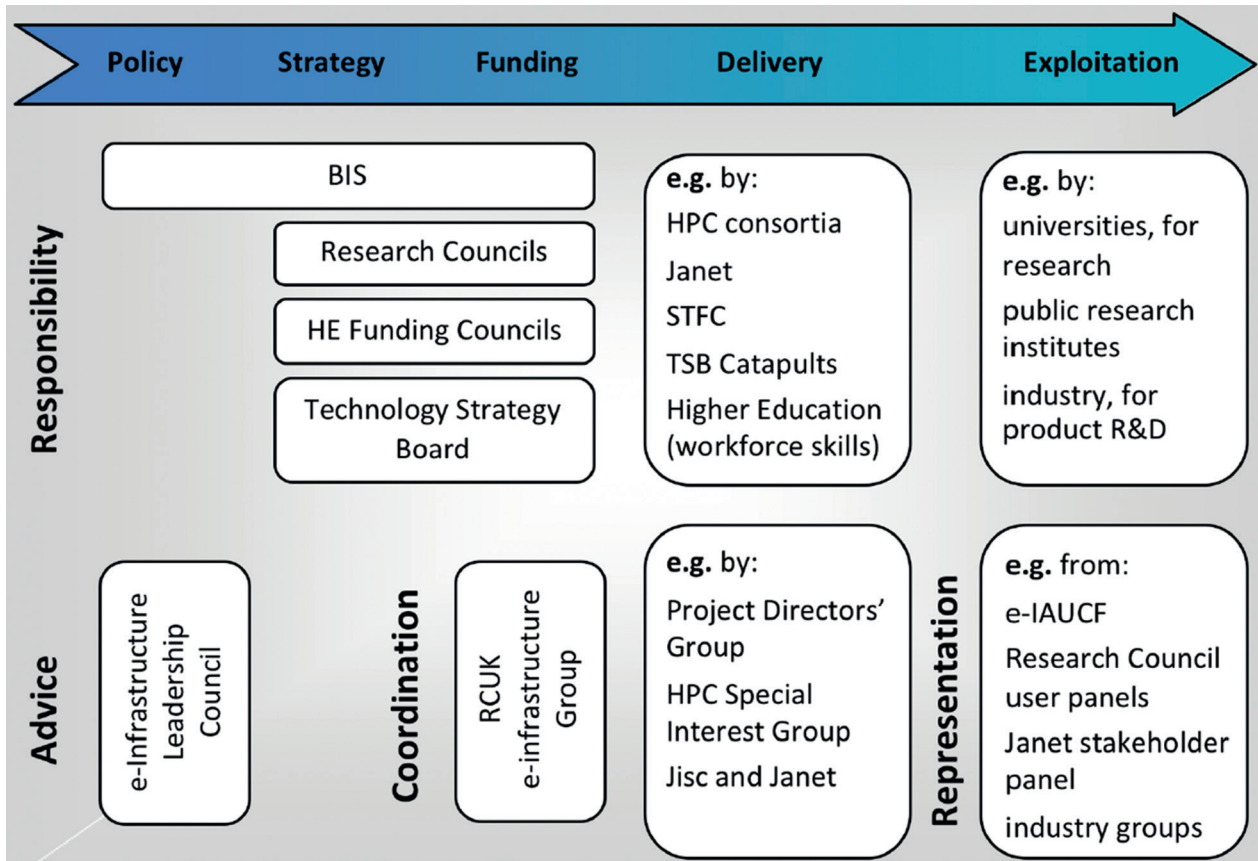 Policy
Strategy
Funding
Delivery
Exploitation
Responsibility
BIS
Research Councils
HE Funding Councils
Technology Strategy
Board
e.g. by:
HPC consortia
Janet
STFC
TSB Catapults
Higher Education
(workforce skills)
e.g. by:
universities, for
research
public research
institutes
industry, for
product R&D
Advice
e-Infrastructure
Leadership
Council
Coordination
RCUK
e-infrastructure
Group
e.g. by:
Project Directors’
Group
HPC Special
Interest Group
Jisc and Janet
Representation
e.g. from:
e-IAUCF
Research Council
user panels
Janet stakeholder
panel
industry groups